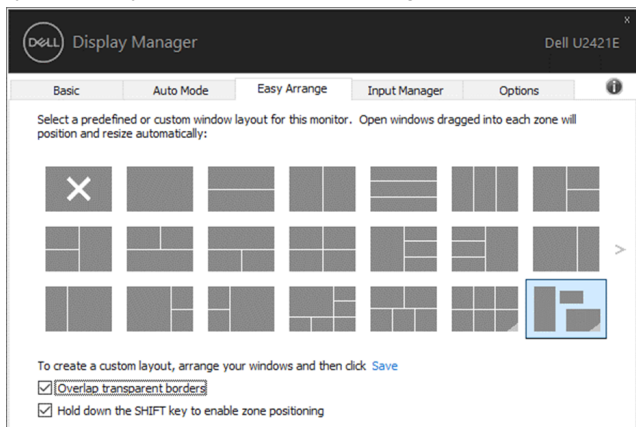 DELL Display Manager
x
Dell U2421E
Basic Auto Mode Easy Arrange Input Manager Options i
Select a predefined or custom window layout for this monitor. Open windows dragged into each zone will
position and resize automatically:
>
To create a custom layout, arrange your windows and then click Save
Overlap transparent borders
Hold down the SHIFT key to enable zone positioning